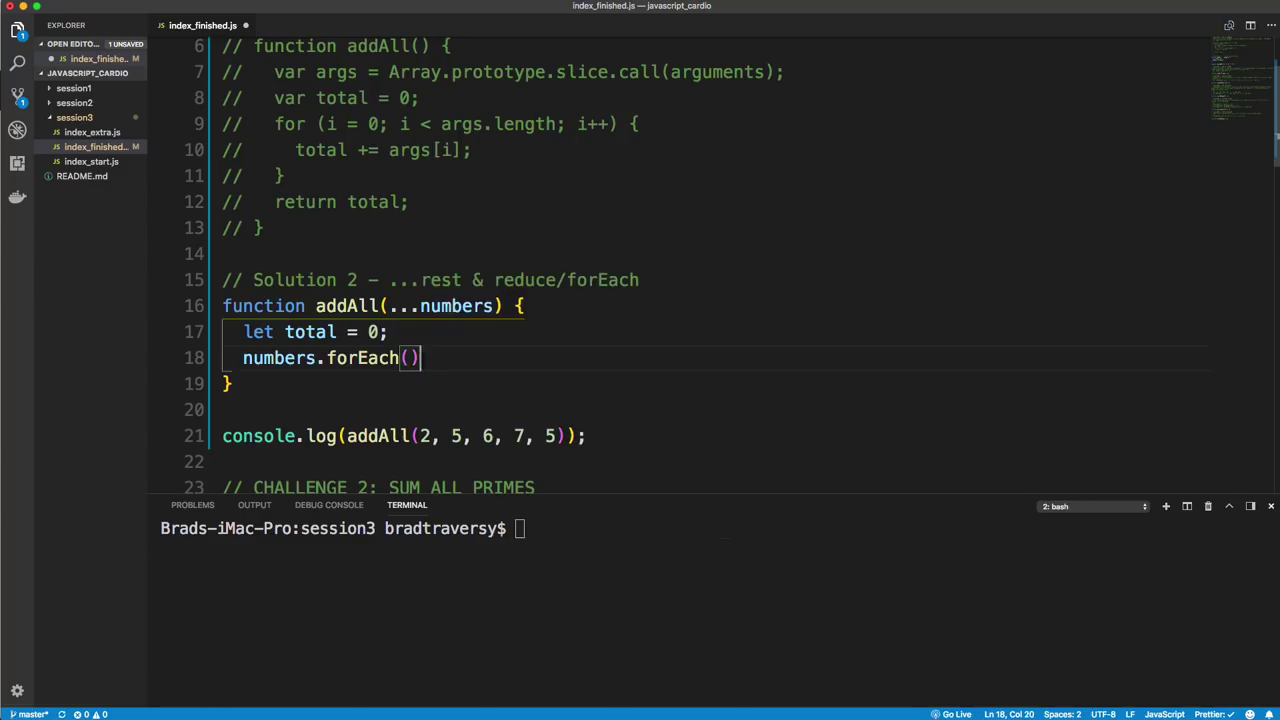 index_finished.js — javascript_cardio
EXPLORER
index_finished.js
OPEN EDITO... 1 UNSAVED
index_finishe...
M
JAVASCRIPT_CARDIO
session1
session2
session3
index_extra.js
index_finished... M
index_start.js
README.md
1
1
6 // function addAll() {
7 //   var args = Array.prototype.slice.call(arguments);
8 //   var total = 0;
9 //   for (i = 0; i < args.length; i++) {
10 //     total += args[i];
11 //   }
12 //   return total;
13 // }
14
15 // Solution 2 - ...rest & reduce/forEach
16 function addAll(...numbers) {
17   let total = 0;
18   numbers.forEach()
19 }
20
21 console.log(addAll(2, 5, 6, 7, 5));
22
23 // CHALLENGE 2: SUM ALL PRIMES
PROBLEMS OUTPUT DEBUG CONSOLE TERMINAL 2: bash
Brads-iMac-Pro:session3 bradtraversy$
master* 0 0 Go Live Ln 18, Col 20 Spaces: 2 UTF-8 LF JavaScript Prettier: ✓